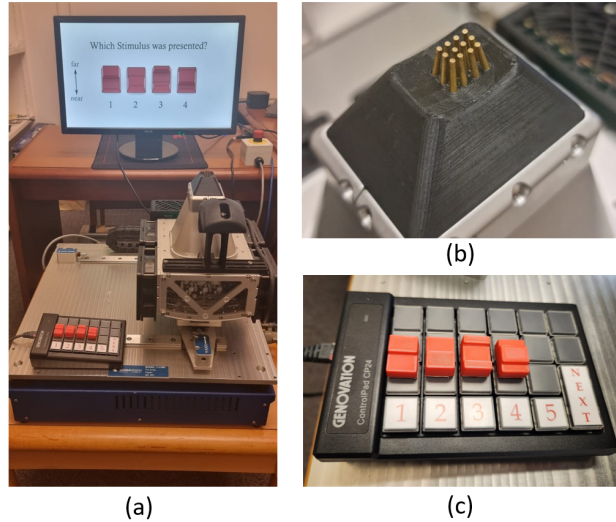 Which Stimulus was presented?
far
near
1 2 3 4
(a)
(b)
GENOVATION
ControlPad CP24
1 2 3 4 5
NEXT
(c)